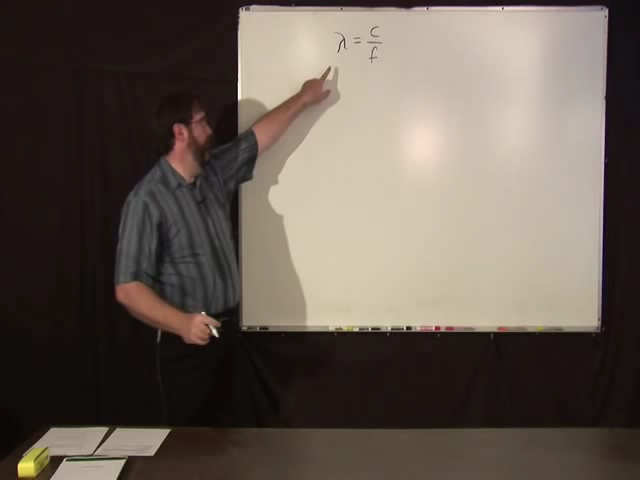 λ = c/f